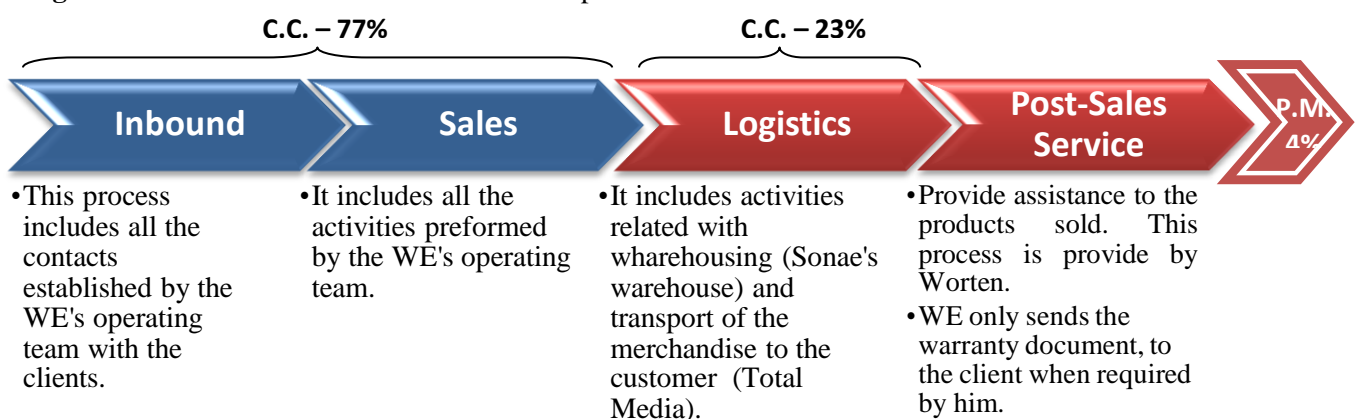 C.C. – 77%
C.C. – 23%
Inbound
Sales
Logistics
Post-Sales
Service
P.M.
4%
•This process
includes all the
contacts
established by the
WE's operating
team with the
clients.
•It includes all the
activities preformed
by the WE's operating
team.
•It includes activities
related with
wharehousing (Sonae's
warehouse) and
transport of the
merchandise to the
customer (Total
Media).
•Provide assistance to the
products sold. This
process is provide by
Worten.
•WE only sends the
warranty document, to
the client when required
by him.